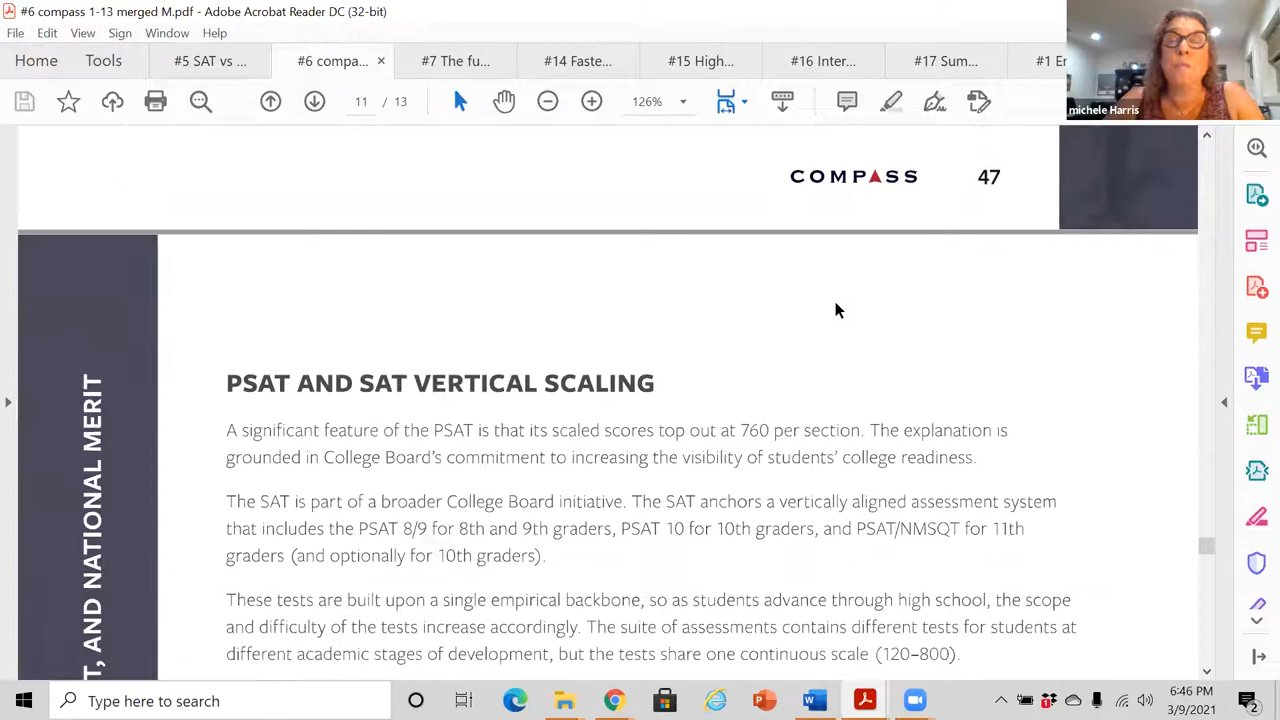 #6 compass 1-13 merged M.pdf - Adobe Acrobat Reader DC (32-bit)
File Edit View Sign Window Help
Home Tools #5 SAT vs ... #6 compa... × #7 The fu... #14 Faste... #15 High... #16 Inter... #17 Sum... #1 E
11 / 13 126%
michele Harris
COMPASS 47
PSAT AND SAT VERTICAL SCALING
A significant feature of the PSAT is that its scaled scores top out at 760 per section. The explanation is
grounded in College Board's commitment to increasing the visibility of students' college readiness.
The SAT is part of a broader College Board initiative. The SAT anchors a vertically aligned assessment system
that includes the PSAT 8/9 for 8th and 9th graders, PSAT 10 for 10th graders, and PSAT/NMSQT for 11th
graders (and optionally for 10th graders).
These tests are built upon a single empirical backbone, so as students advance through high school, the scope
and difficulty of the tests increase accordingly. The suite of assessments contains different tests for students at
different academic stages of development, but the tests share one continuous scale (120–800).
T, AND NATIONAL MERIT
Type here to search
6:46 PM
3/9/2021
2